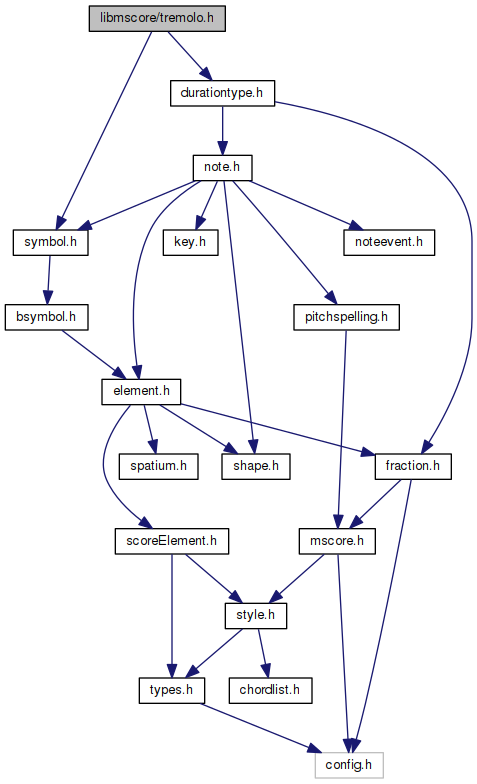 libmscore/tremolo.h
durationtype.h
note.h
symbol.h
key.h
noteevent.h
bsymbol.h
pitchspelling.h
element.h
spatium.h
shape.h
fraction.h
scoreElement.h
mscore.h
style.h
types.h
chordlist.h
config.h